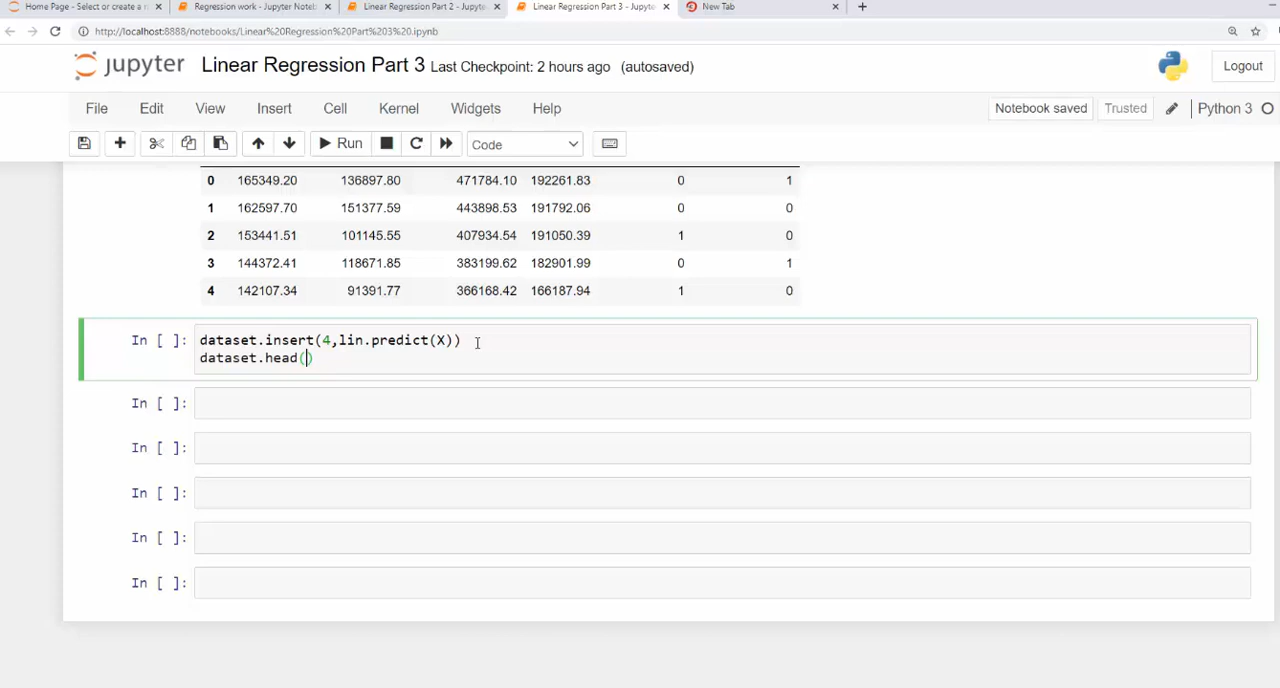 Home Page - Select or create a n
Regression work - Jupyter Noteb
Linear Regression Part 2 - Jupyte
Linear Regression Part 3 - Jupyte
New Tab
http://localhost:8888/notebooks/Linear%20Regression%20Part%203%20.ipynb
jupyter Linear Regression Part 3 Last Checkpoint: 2 hours ago (autosaved) Logout
File Edit View Insert Cell Kernel Widgets Help Notebook saved Trusted Python 3
Run Code
0 165349.20 136897.80 471784.10 192261.83 0 1
1 162597.70 151377.59 443898.53 191792.06 0 0
2 153441.51 101145.55 407934.54 191050.39 1 0
3 144372.41 118671.85 383199.62 182901.99 0 1
4 142107.34 91391.77 366168.42 166187.94 1 0
In [ ]: dataset.insert(4,lin.predict(X))
dataset.head()
In [ ]:
In [ ]:
In [ ]:
In [ ]:
In [ ]: